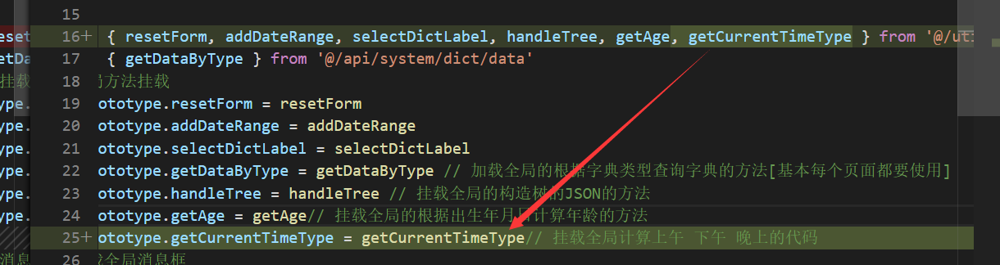 15
esetF 16+ { resetForm, addDateRange, selectDictLabel, handleTree, getAge, getCurrentTimeType } from '@/ut
etDa 17 { getDataByType } from '@/api/system/dict/data'
挂载 18 方法挂载
ype. 19 ototype.resetForm = resetForm
ype. 20 ototype.addDateRange = addDateRange
ype. 21 ototype.selectDictLabel = selectDictLabel
ype. 22 ototype.getDataByType = getDataByType // 加载全局的根据字典类型查询字典的方法[基本每个页面都要使用]
ype. 23 ototype.handleTree = handleTree // 挂载全局的构造树的JSON的方法
ype. 24 ototype.getAge = getAge// 挂载全局的根据出生年月日计算年龄的方法
25+ ototype.getCurrentTimeType = getCurrentTimeType// 挂载全局计算上午 下午 晚上的代码
消息 26 全局消息框